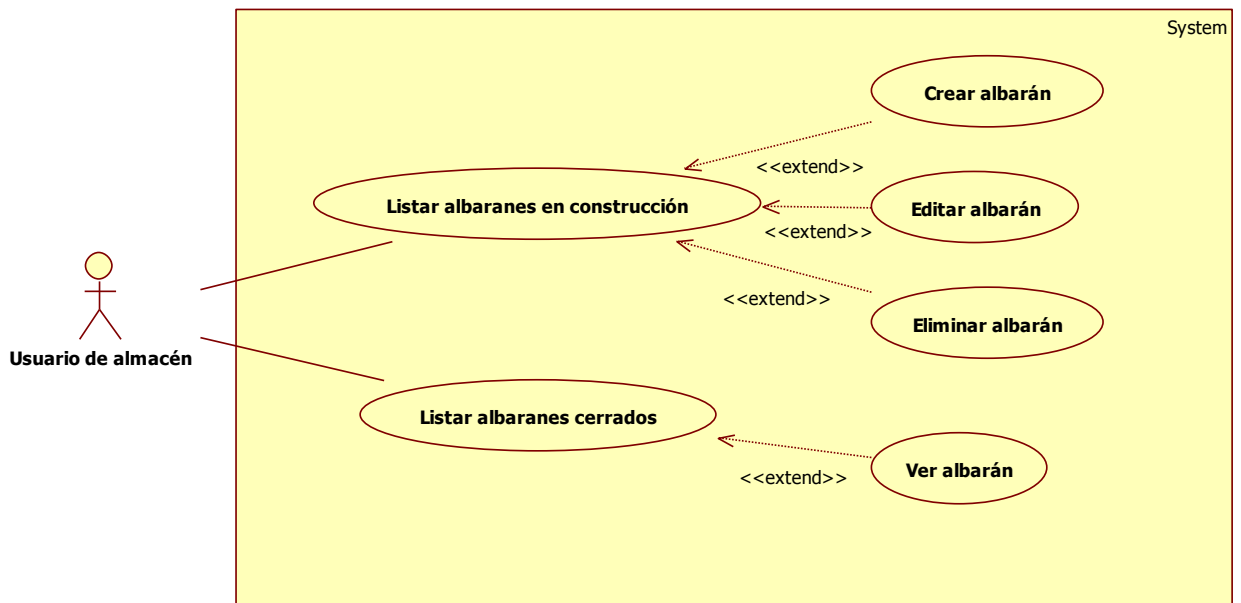 System
Crear albarán
<<extend>>
Listar albaranes en construcción
Editar albarán
<<extend>>
<<extend>>
Eliminar albarán
Usuario de almacén
Listar albaranes cerrados
Ver albarán
<<extend>>